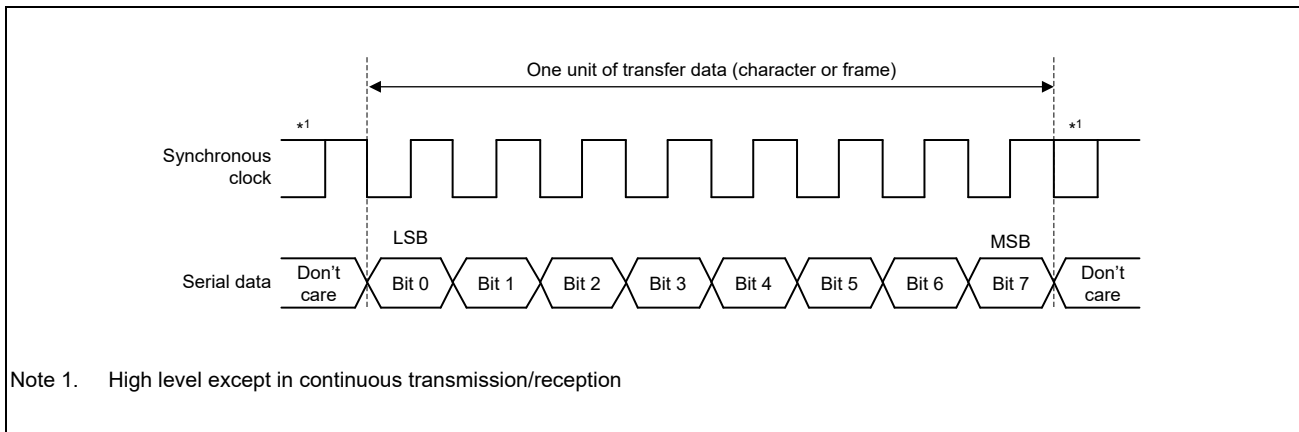 One unit of transfer data (character or frame)
*1
*1
Synchronous
clock
LSB
MSB
Serial data
Don't
care
Bit 0
Bit 1
Bit 2
Bit 3
Bit 4
Bit 5
Bit 6
Bit 7
Don't
care
Note 1. High level except in continuous transmission/reception